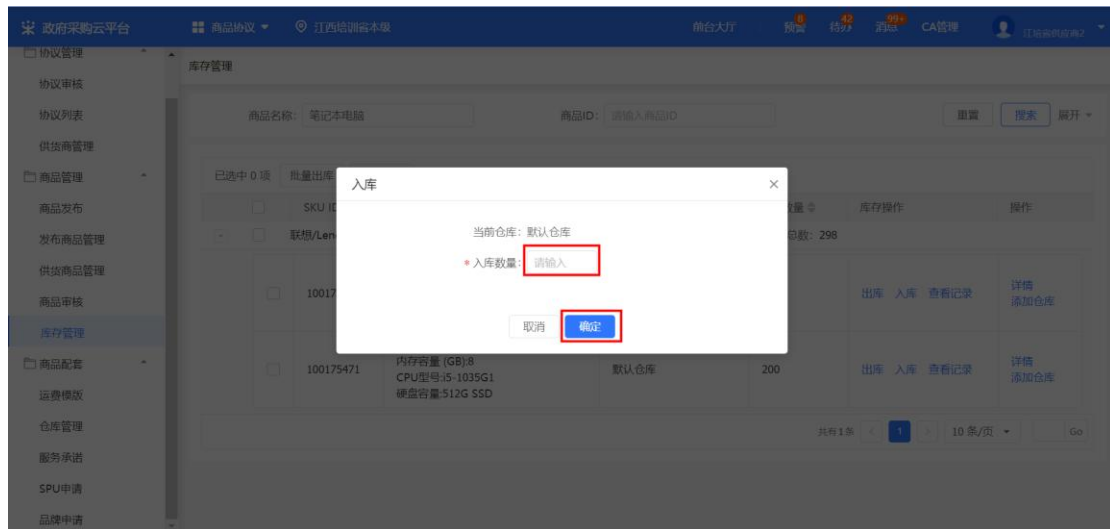 政府采购云平台 商品协议 江西培训省本级 前台大厅 预警 8 待办 42 消息 99+ CA管理
协议管理
库存管理
协议审核
协议列表 商品名称: 笔记本电脑 商品ID: 请输入商品ID 重置 搜索 展开
供货商管理
商品管理 已选中 0 项 批量出库
入库 ×
商品发布 SKU ID 数量 库存操作 操作
发布商品管理 联想/Len 总数: 298
当前仓库: 默认仓库
供货商品管理
* 入库数量: 请输入
商品审核 10017 出库 入库 查看记录 详情
添加仓库
库存管理
取消 确定
商品配套 内存容量 (GB):8
100175471 CPU型号:i5-1035G1 默认仓库 200 出库 入库 查看记录 详情
添加仓库
运费模版 硬盘容量:512G SSD
仓库管理 共有1条 < 1 > 10 条/页 Go
服务承诺
SPU申请
品牌申请